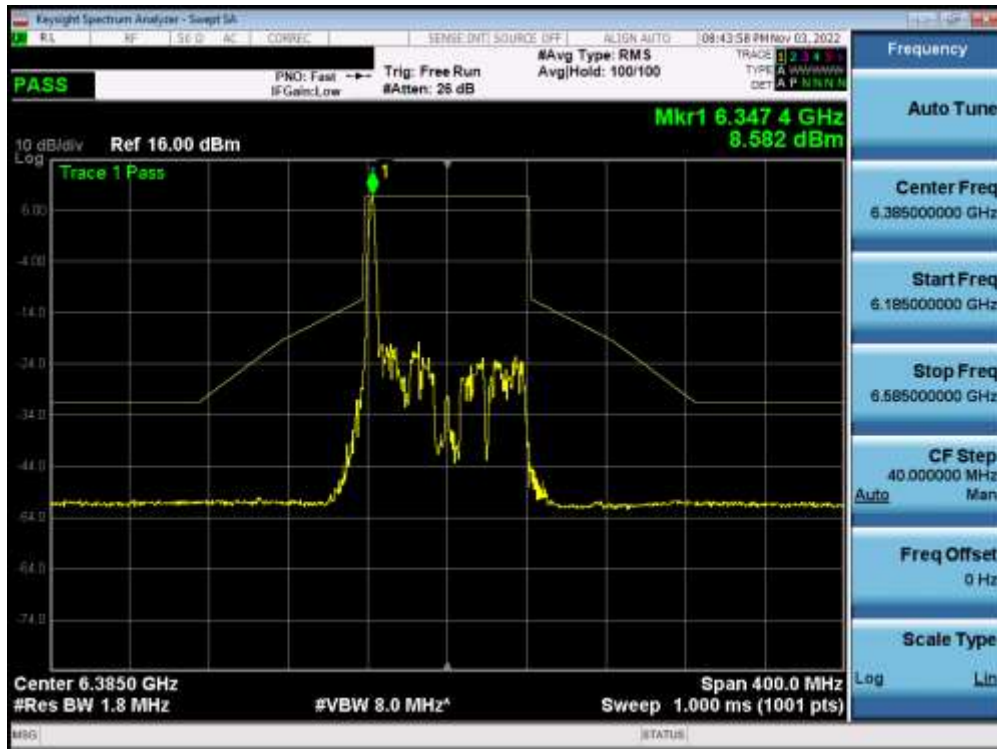 Keysight Spectrum Analyzer - Swept SA
RL RF 50 Ω AC CORREC SENSE:INT SOURCE OFF ALIGN AUTO 08:43:58 PM Nov 03, 2022
PASS
PNO: Fast
IFGain:Low
Trig: Free Run
#Atten: 26 dB
#Avg Type: RMS
Avg|Hold: 100/100
TRACE 1 2 3 4 5 6
TYPE A WWWWW
DET A P N N N N
Mkr1 6.347 4 GHz
8.582 dBm
10 dB/div Ref 16.00 dBm
Log
Trace 1 Pass
1
6.00
-4.00
-14.0
-24.0
-34.0
-44.0
-54.0
-64.0
-74.0
Center 6.3850 GHz Span 400.0 MHz
#Res BW 1.8 MHz #VBW 8.0 MHz* Sweep 1.000 ms (1001 pts)
MSG STATUS
Frequency
Auto Tune
Center Freq
6.385000000 GHz
Start Freq
6.185000000 GHz
Stop Freq
6.585000000 GHz
CF Step
40.000000 MHz
Auto Man
Freq Offset
0 Hz
Scale Type
Log Lin